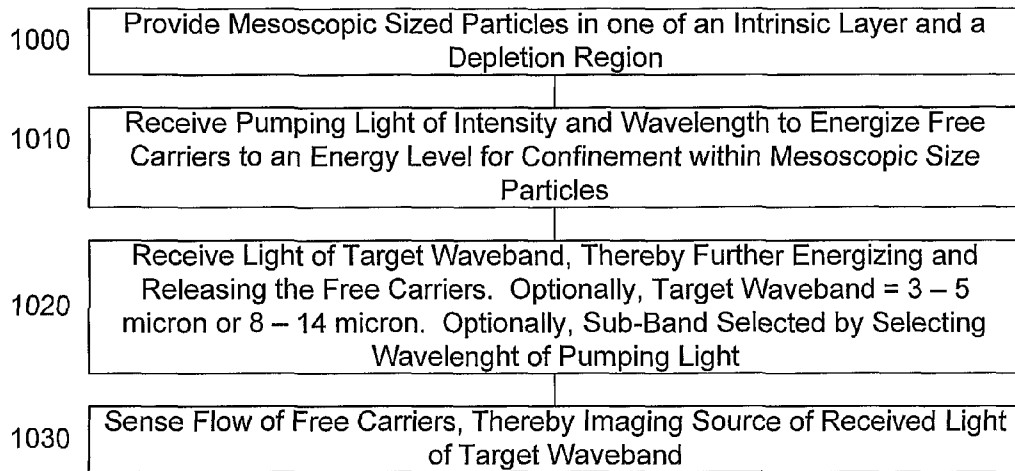 1000
Provide Mesoscopic Sized Particles in one of an Intrinsic Layer and a
Depletion Region
1010
Receive Pumping Light of Intensity and Wavelength to Energize Free
Carriers to an Energy Level for Confinement within Mesoscopic Size
Particles
1020
Receive Light of Target Waveband, Thereby Further Energizing and
Releasing the Free Carriers. Optionally, Target Waveband = 3 – 5
micron or 8 – 14 micron. Optionally, Sub-Band Selected by Selecting
Wavelenght of Pumping Light
1030
Sense Flow of Free Carriers, Thereby Imaging Source of Received Light
of Target Waveband